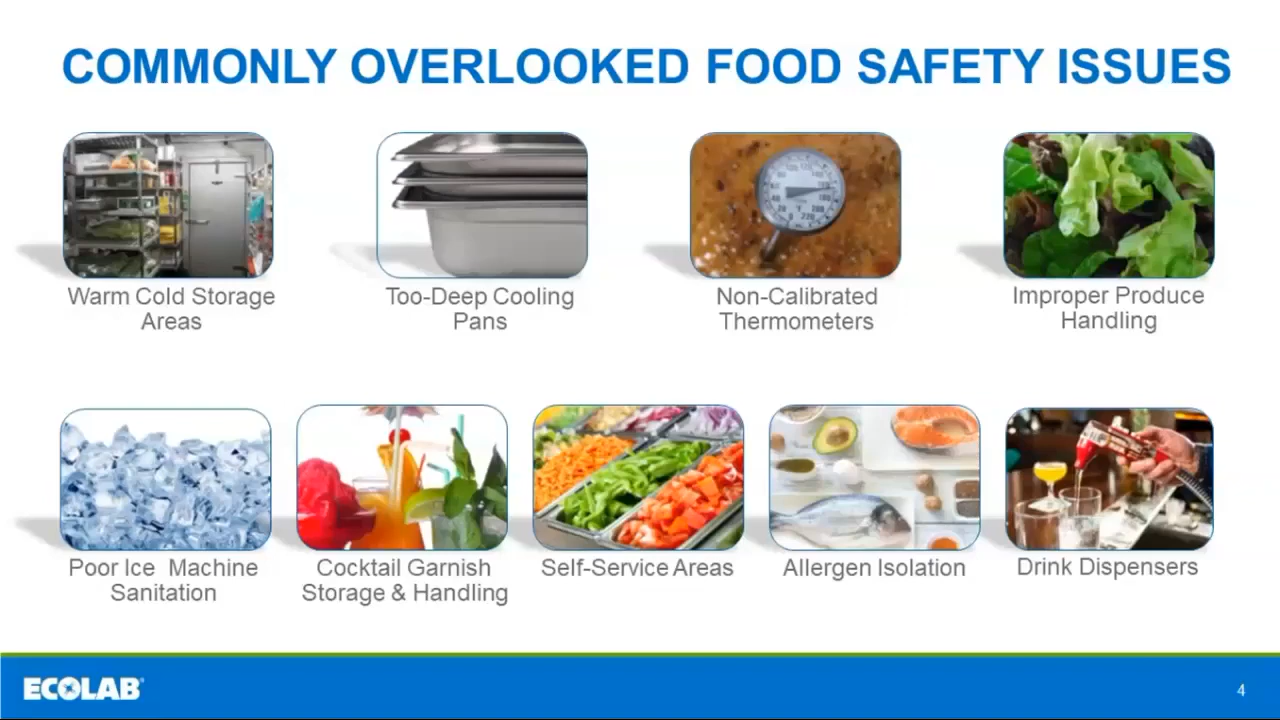 COMMONLY OVERLOOKED FOOD SAFETY ISSUES
Warm Cold Storage
Areas
Too-Deep Cooling
Pans
Non-Calibrated
Thermometers
Improper Produce
Handling
Poor Ice Machine
Sanitation
Cocktail Garnish
Storage & Handling
Self-Service Areas
Allergen Isolation
Drink Dispensers
ECOLAB®
4